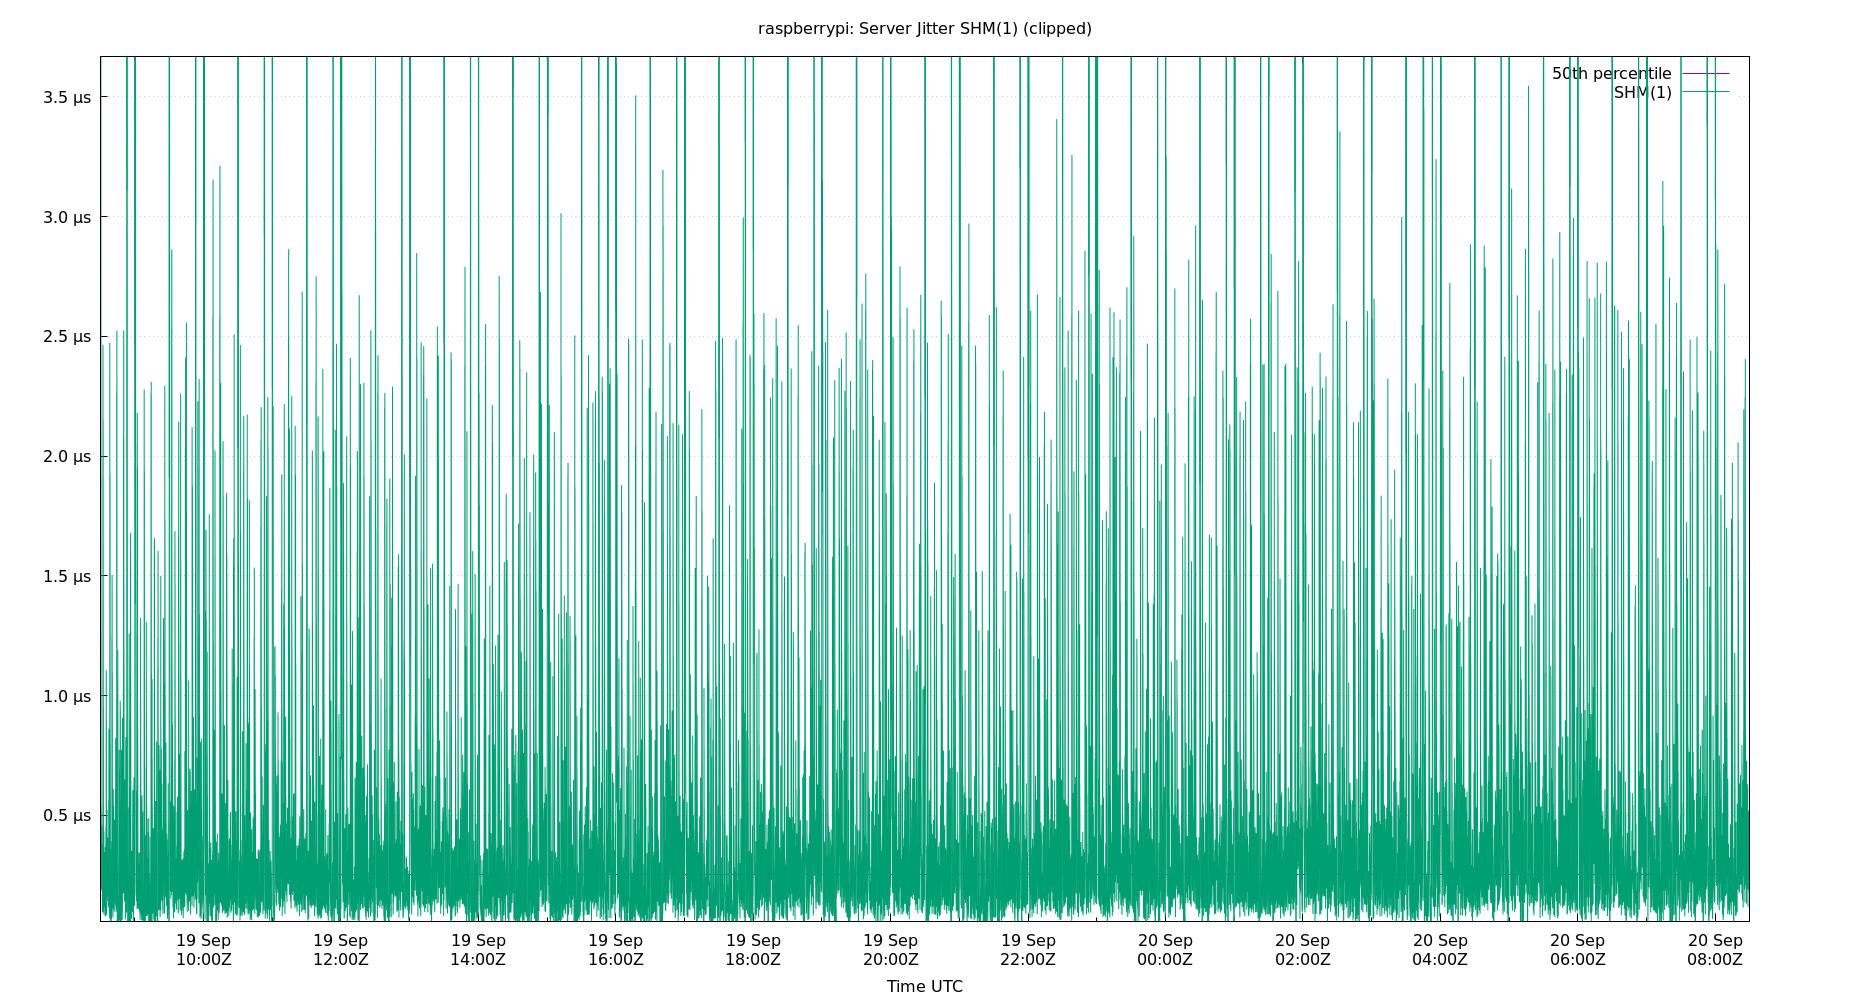 raspberrypi: Server Jitter SHM(1) (clipped)
50th percentile
SHM(1)
3.5 µs
3.0 µs
2.5 µs
2.0 µs
1.5 µs
1.0 µs
0.5 µs
19 Sep 19 Sep 19 Sep 19 Sep 19 Sep 19 Sep 19 Sep 20 Sep 20 Sep 20 Sep 20 Sep 20 Sep
10:00Z 12:00Z 14:00Z 16:00Z 18:00Z 20:00Z 22:00Z 00:00Z 02:00Z 04:00Z 06:00Z 08:00Z
Time UTC